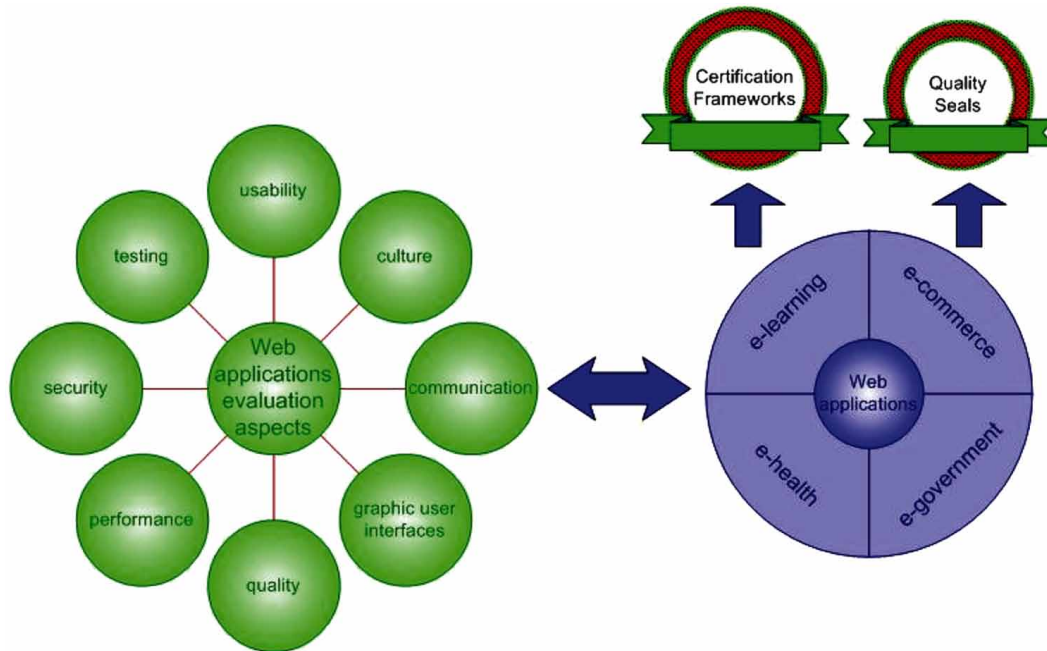 Certification
Frameworks
Quality
Seals
usability
testing
culture
security
Web
applications
evaluation
aspects
communication
performance
graphic user
interfaces
quality
e-learning
e-commerce
Web
applications
e-health
e-government